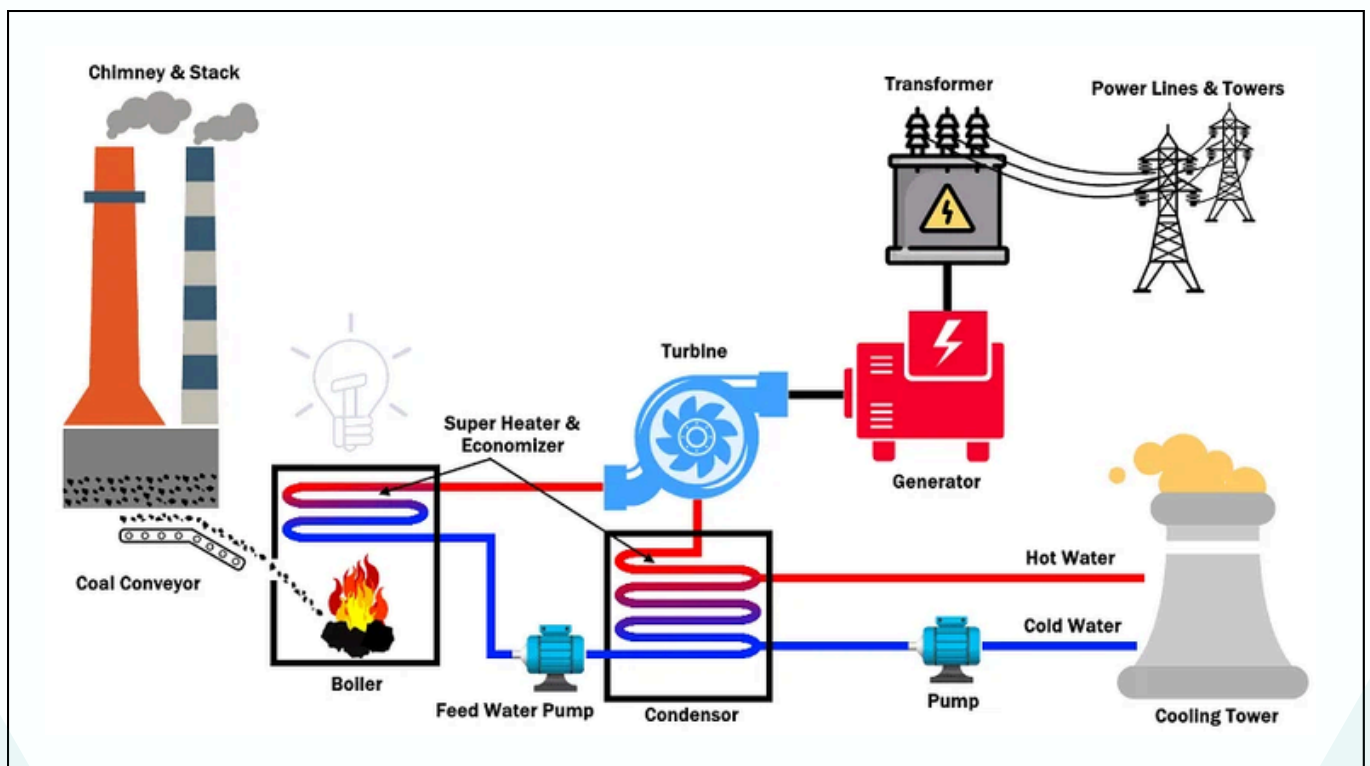 Chimney & Stack
Transformer
Power Lines & Towers
Turbine
Super Heater &
Economizer
Generator
Coal Conveyor
Hot Water
Cold Water
Boiler
Feed Water Pump
Condensor
Pump
Cooling Tower